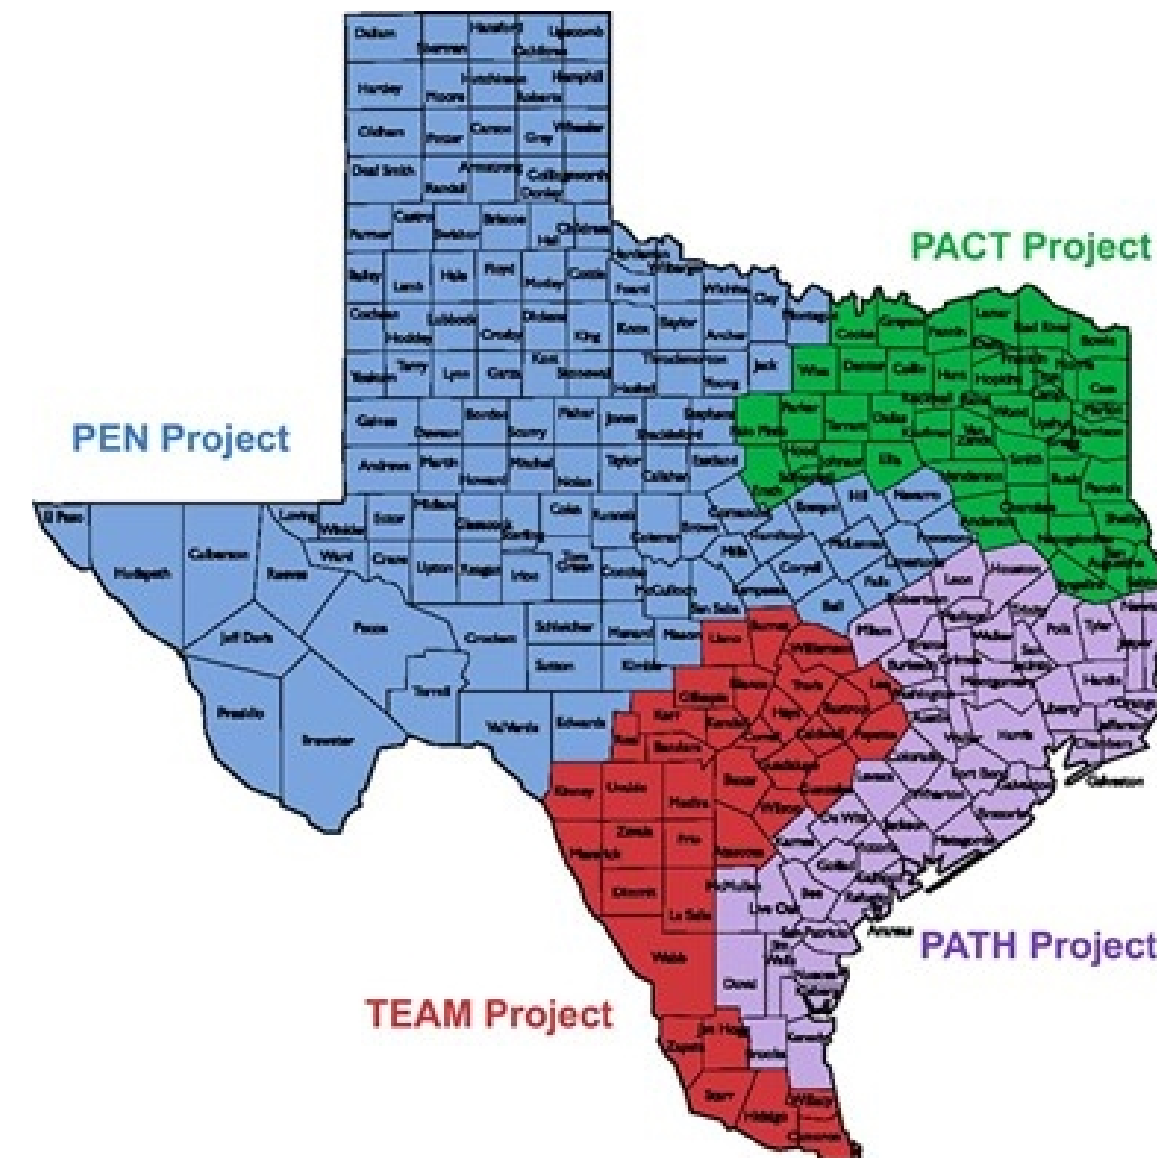 Dallam
Sherman
Hansford
Ochiltree
Lipscomb
Hartley
Moore
Hutchinson
Roberts
Hemphill
Oldham
Potter
Carson
Gray
Wheeler
Deaf Smith
Randall
Armstrong
Donley
Collingsworth
Parmer
Castro
Swisher
Briscoe
Hall
Childress
PACT Project
Bailey
Lamb
Hale
Floyd
Motley
Cottle
Foard
Hardeman
Wilbarger
Wichita
Clay
Montague
Cooke
Grayson
Fannin
Lamar
Red River
Bowie
Cochran
Hockley
Lubbock
Crosby
Dickens
King
Knox
Baylor
Archer
Yoakum
Terry
Lynn
Garza
Kent
Stonewall
Haskell
Throckmorton
Young
Jack
Wise
Denton
Collin
Hunt
Hopkins
Franklin
Cass
PEN Project
Gaines
Dawson
Borden
Scurry
Fisher
Jones
Shackelford
Stephens
Palo Pinto
Parker
Tarrant
Dallas
Kaufman
Van Zandt
Wood
Upshur
Marion
Harrison
Andrews
Martin
Howard
Mitchell
Nolan
Taylor
Callahan
Eastland
Erath
Hood
Johnson
Ellis
Henderson
Smith
Rusk
Panola
El Paso
Hudspeth
Culberson
Reeves
Loving
Winkler
Ector
Midland
Glasscock
Sterling
Coke
Runnels
Coleman
Brown
Comanche
Hamilton
Bosque
Hill
Navarro
Anderson
Cherokee
Nacogdoches
Shelby
Ward
Crane
Upton
Reagan
Irion
Tom Green
Concho
McCulloch
San Saba
Mills
Lampasas
Coryell
McLennan
Falls
Limestone
Freestone
Leon
Houston
Angelina
San Augustine
Jeff Davis
Pecos
Crockett
Schleicher
Menard
Mason
Llano
Burnet
Bell
Williamson
Milam
Robertson
Madison
Walker
Trinity
Polk
Tyler
Jasper
Presidio
Brewster
Terrell
Val Verde
Sutton
Edwards
Kimble
Gillespie
Blanco
Travis
Lee
Burleson
Brazos
Grimes
Montgomery
San Jacinto
Hardin
Liberty
Orange
Jefferson
Chambers
Real
Kerr
Kendall
Bandera
Hays
Comal
Caldwell
Bastrop
Fayette
Washington
Austin
Waller
Harris
Colorado
Fort Bend
Galveston
Galveston
Kinney
Uvalde
Medina
Bexar
Guadalupe
Gonzales
Wilson
Lavaca
Wharton
Brazoria
Matagorda
Maverick
Zavala
Frio
Atascosa
Karnes
De Witt
Jackson
Victoria
Goliad
Dimmit
La Salle
McMullen
Live Oak
Bee
Refugio
Aransas
San Patricio
PATH Project
Webb
Duval
Jim Wells
Nueces
TEAM Project
Zapata
Jim Hogg
Brooks
Kenedy
Starr
Hidalgo
Willacy
Cameron